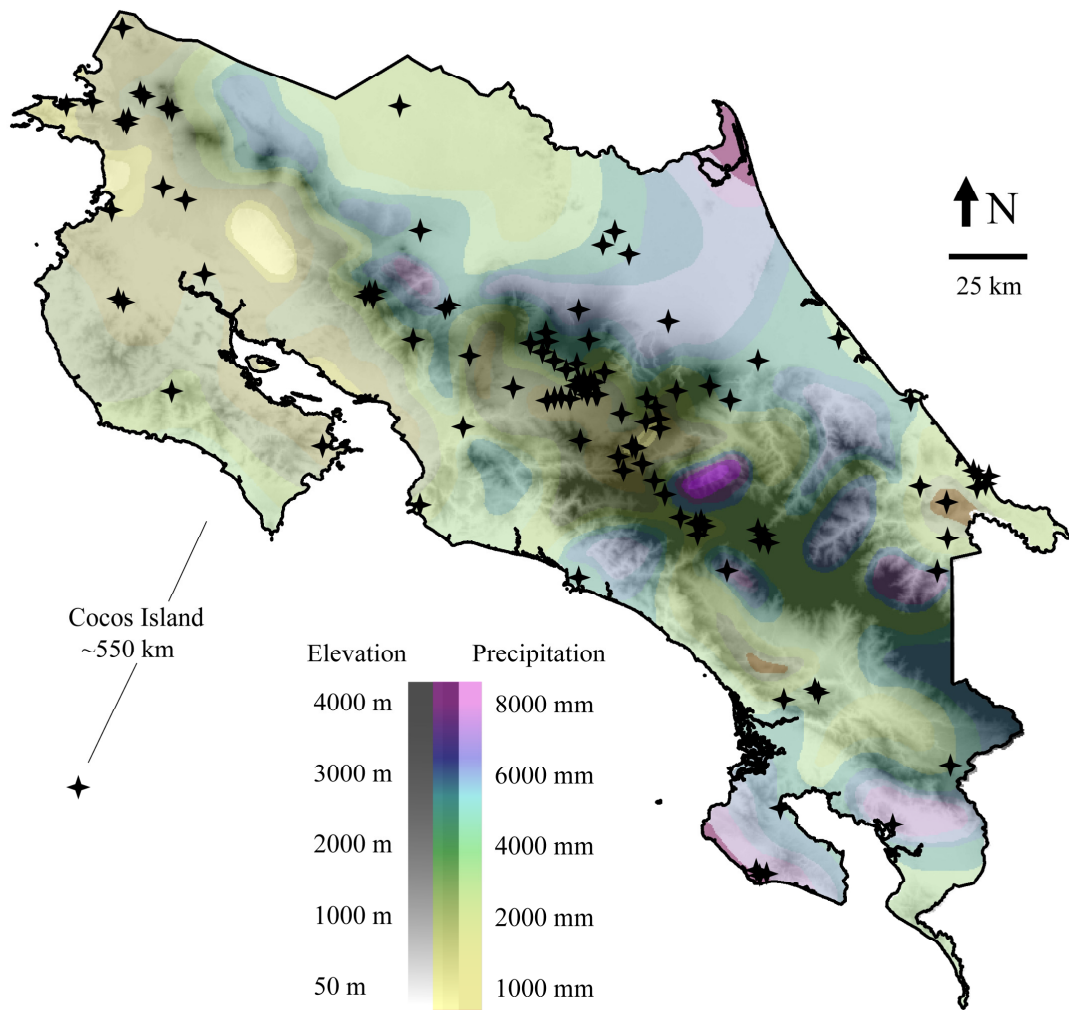 N
25 km
Cocos Island
~550 km
Elevation Precipitation
4000 m 8000 mm
3000 m 6000 mm
2000 m 4000 mm
1000 m 2000 mm
50 m 1000 mm